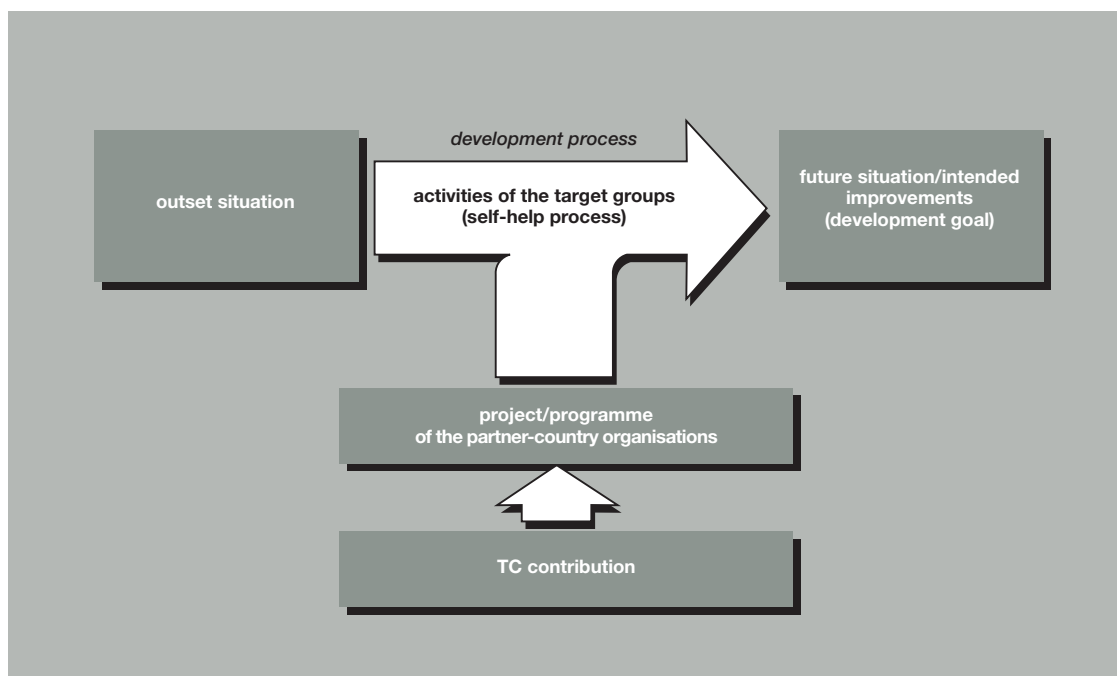 development process
outset situation
activities of the target groups
(self-help process)
future situation/intended
improvements
(development goal)
project/programme
of the partner-country organisations
TC contribution